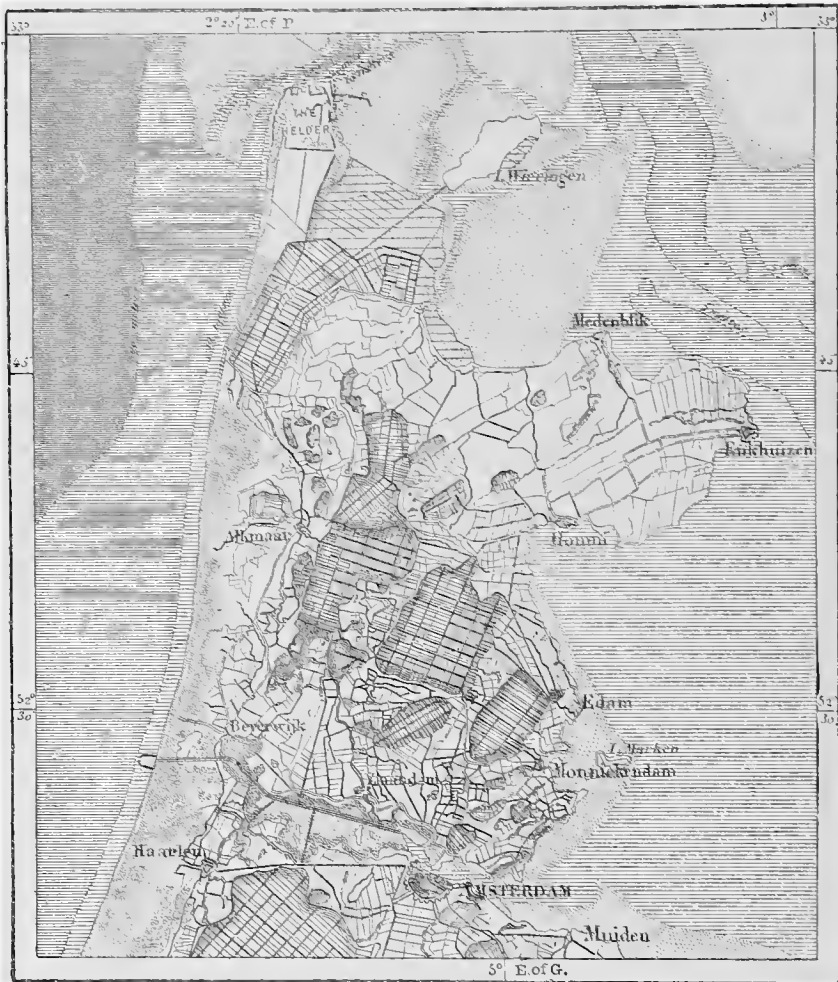 53°
2° 20' E. of P
3°
53°
THE
HELDER
I. Wieringen
Medenblik
45'
45'
Enkhuizen
Alkmaar
Hoorn
52°
30'
Edam
52°
30'
Beverwijk
I. Marken
Monnickendam
Zaandam
Haarlem
AMSTERDAM
Muiden
5° E. of G.